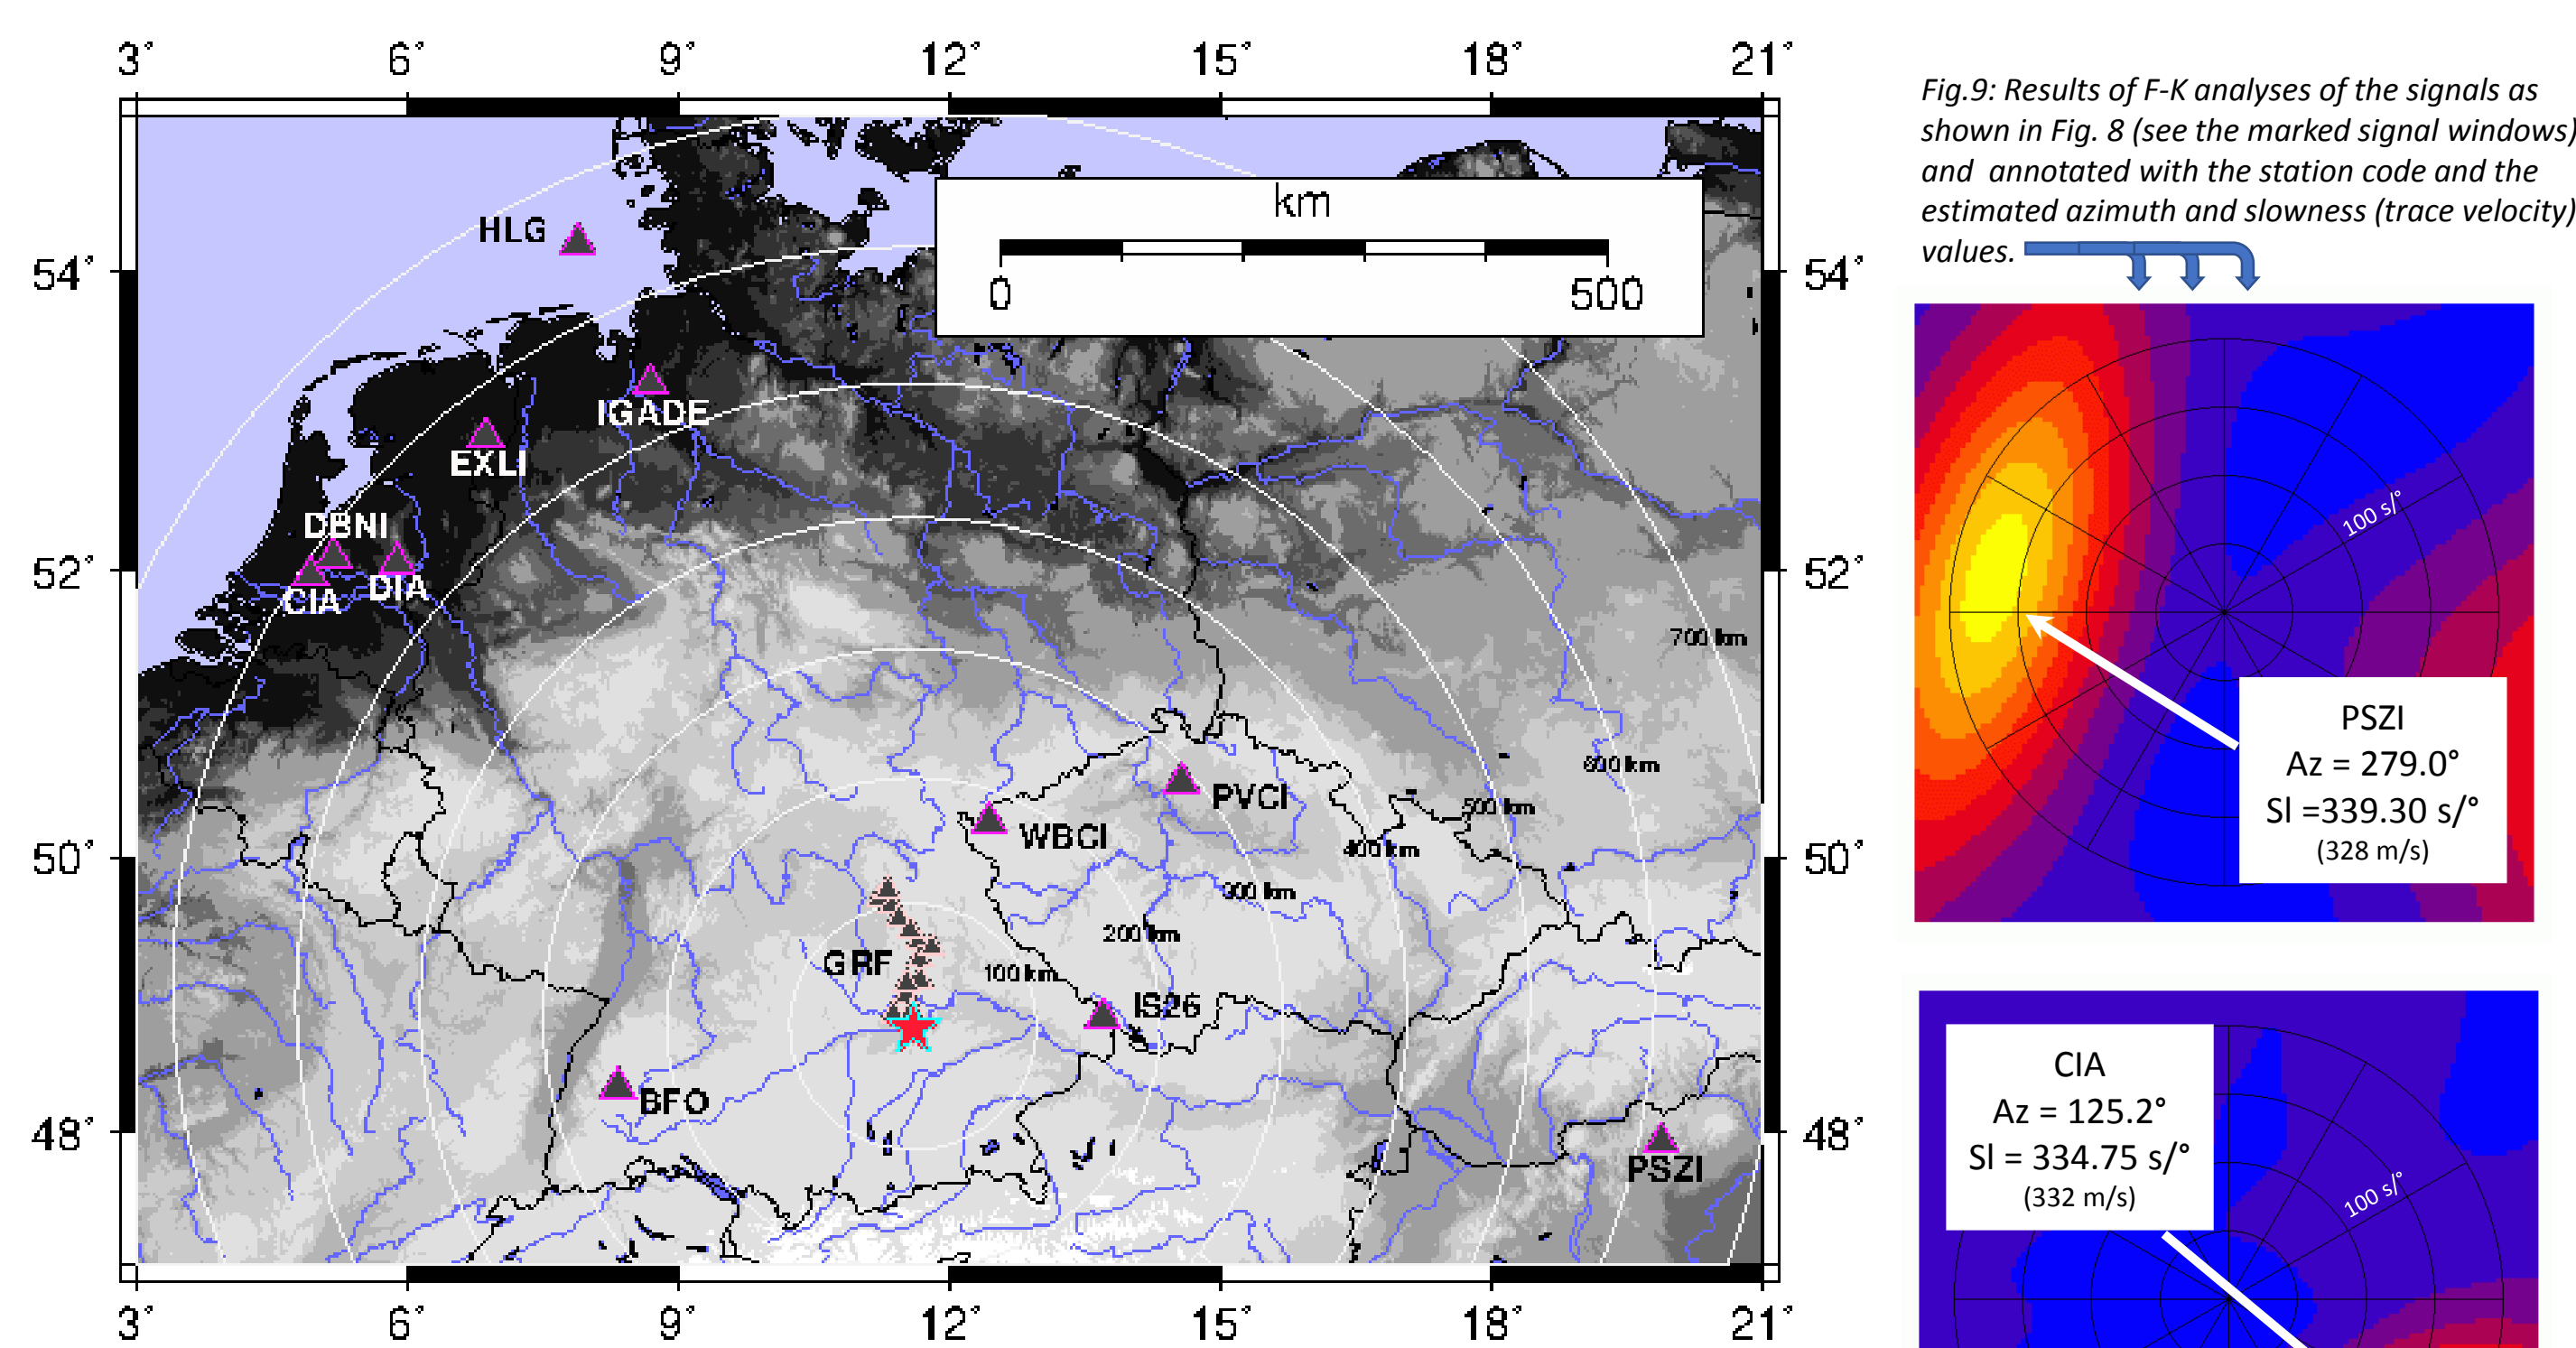 3° 6° 9° 12° 15° 18° 21°
km
0 500
54° 54°
HLG
IGADE
EXLI
DBNI
52° 52°
CIA DIA
700 km
600 km
PVCI 500 km
WBCI
400 km
50° 50°
300 km
200 km
GRF 100 km
IS26
BFO
48° 48°
PSZI
3° 6° 9° 12° 15° 18° 21°
Fig.9: Results of F-K analyses of the signals as
shown in Fig. 8 (see the marked signal windows)
and annotated with the station code and the
estimated azimuth and slowness (trace velocity)
values.
100 s/°
PSZI
Az = 279.0°
Sl =339.30 s/°
(328 m/s)
CIA
Az = 125.2°
Sl = 334.75 s/°
(332 m/s)
100 s/°